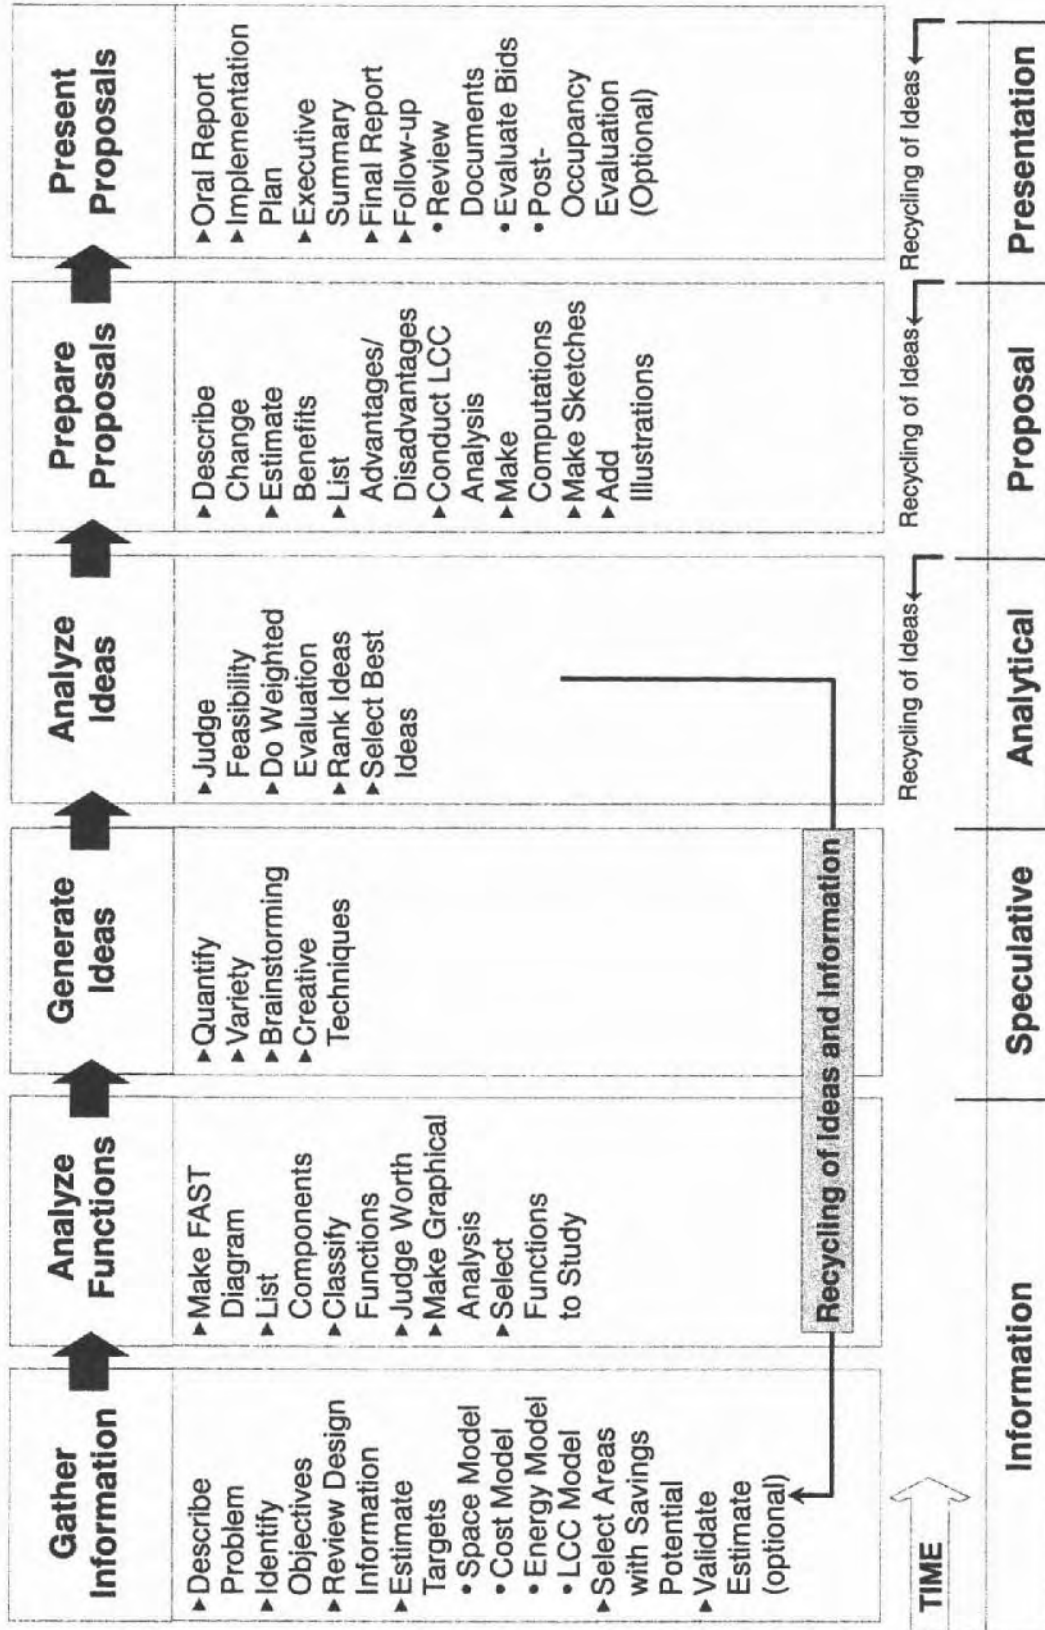 Gather
Information
►Describe
Problem
►Identify
Objectives
►Review Design
Information
►Estimate
Targets
• Space Model
• Cost Model
• Energy Model
• LCC Model
►Select Areas
with Savings
Potential
►Validate
Estimate
(optional)
Analyze
Functions
►Make FAST
Diagram
►List
Components
►Classify
Functions
►Judge Worth
►Make Graphical
Analysis
►Select
Functions
to Study
Generate
Ideas
►Quantify
►Variety
►Brainstorming
►Creative
Techniques
Analyze
Ideas
►Judge
Feasibility
►Do Weighted
Evaluation
►Rank Ideas
►Select Best
Ideas
Prepare
Proposals
►Describe
Change
►Estimate
Benefits
►List
Advantages/
Disadvantages
►Conduct LCC
Analysis
►Make
Computations
►Make Sketches
►Add
Illustrations
Present
Proposals
►Oral Report
►Implementation
Plan
►Executive
Summary
►Final Report
►Follow-up
• Review
Documents
• Evaluate Bids
• Post-
Occupancy
Evaluation
(Optional)
Recycling of Ideas and Information
TIME
Recycling of Ideas
Recycling of Ideas
Recycling of Ideas
Information
Speculative
Analytical
Proposal
Presentation